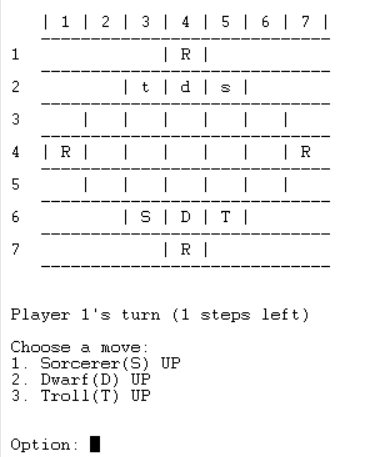 | 1 | 2 | 3 | 4 | 5 | 6 | 7 |
1 | R |
2 | t | d | s |
3 | | | | | |
4 | R | | | | | | R
5 | | | | | |
6 | S | D | T |
7 | R |
Player 1's turn (1 steps left)
Choose a move:
1. Sorcerer(S) UP
2. Dwarf(D) UP
3. Troll(T) UP
Option: